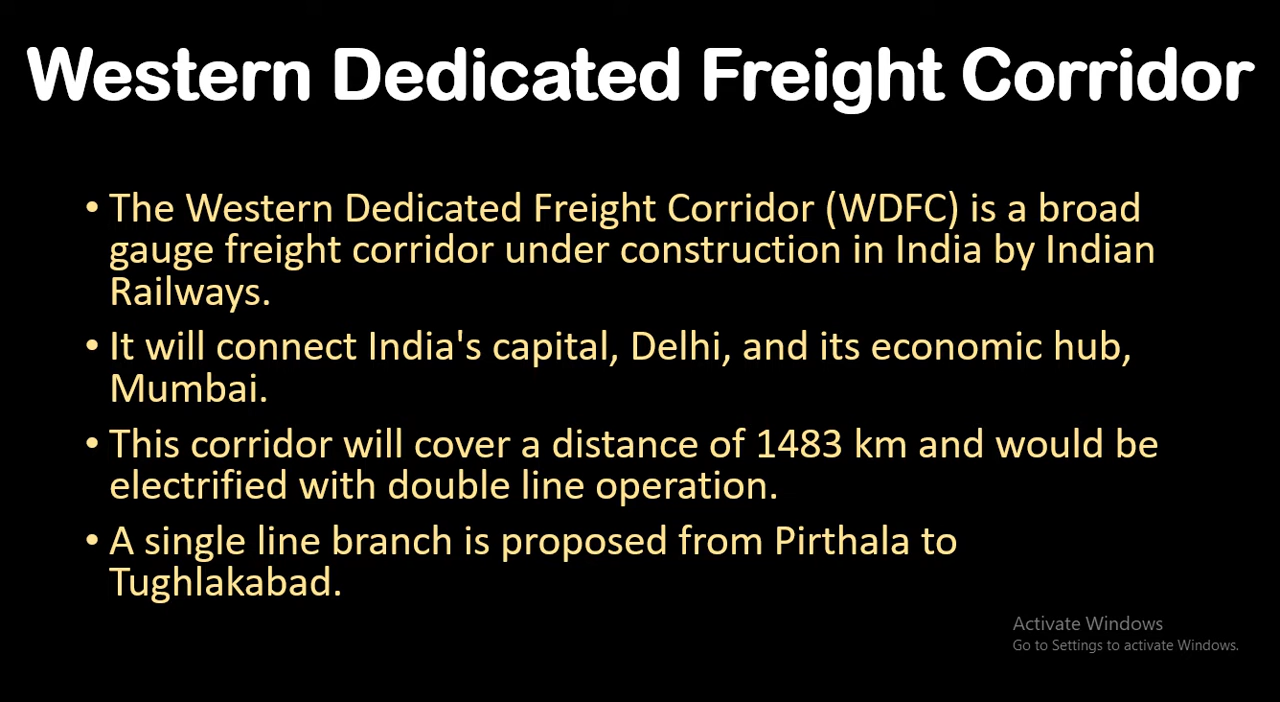 Western Dedicated Freight Corridor
• The Western Dedicated Freight Corridor (WDFC) is a broad
gauge freight corridor under construction in India by Indian
Railways.
• It will connect India's capital, Delhi, and its economic hub,
Mumbai.
• This corridor will cover a distance of 1483 km and would be
electrified with double line operation.
• A single line branch is proposed from Pirthala to
Tughlakabad.
Activate Windows
Go to Settings to activate Windows.